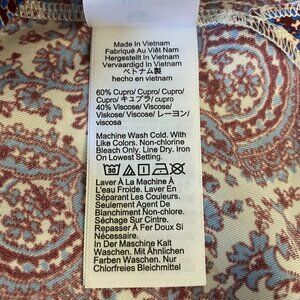 Made In Vietnam
Fabriqué Au Viêt Nam
Hergestellt In Vietnam
Vervaardigd In Vietnam
ベトナム製
hecho en vietnam
60% Cupro/ Cupro/ Cupro/
Cupro/ キュプラ/ cupro
40% Viscose/ Viscose/
Viskose/ Viscose/ レーヨン/
viscosa
Machine Wash Cold. With
Like Colors. Non-chlorine
Bleach Only. Line Dry. Iron
On Lowest Setting.
Laver À La Machine À
L'eau Froide. Laver En
Séparant Les Couleurs.
Seulement Agent De
Blanchiment Non-chlore.
Séchage Sur Cintre.
Repasser À Fer Doux Si
Nécessaire.
In Der Maschine Kalt
Waschen. Mit Ähnlichen
Farben Waschen. Nur
Chlorfreies Bleichmittel